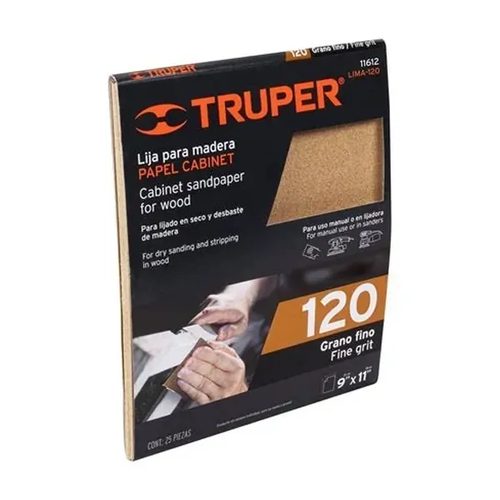 TRUPER
120
Grano fino / Fine grit
11612
LIMA-120
TRUPER
Lija para madera
PAPEL CABINET
Cabinet sandpaper
for wood
Para lijado en seco y desbaste
de madera
For dry sanding and stripping
in wood
Para uso manual o en lijadora
For manual use or in sanders
120
Grano fino
Fine grit
9" x 11"
CONT: 25 PIEZAS